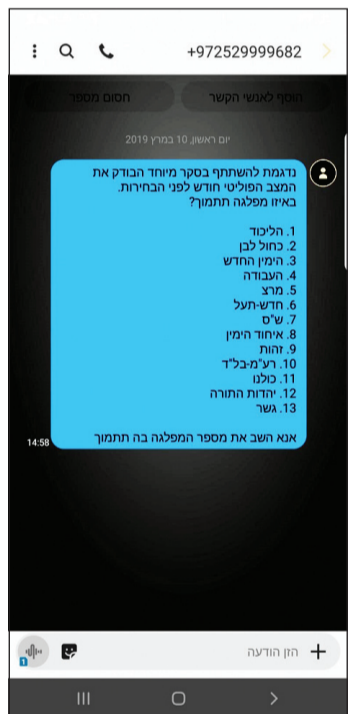 +972529999682
הוסף לאנשי הקשר
חסום מספר
יום ראשון, 10 במרץ 2019
נדגמת להשתתף בסקר מיוחד הבודק את
המצב הפוליטי חודש לפני הבחירות.
באיזו מפלגה תתמוך?
1. הליכוד
2. כחול לבן
3. הימין החדש
4. העבודה
5. מרצ
6. חדש-תעל
7. ש"ס
8. איחוד הימין
9. זהות
10. רע"מ-בל"ד
11. כולנו
12. יהדות התורה
13. גשר
אנא השב את מספר המפלגה בה תתמוך
14:58
הזן הודעה
1